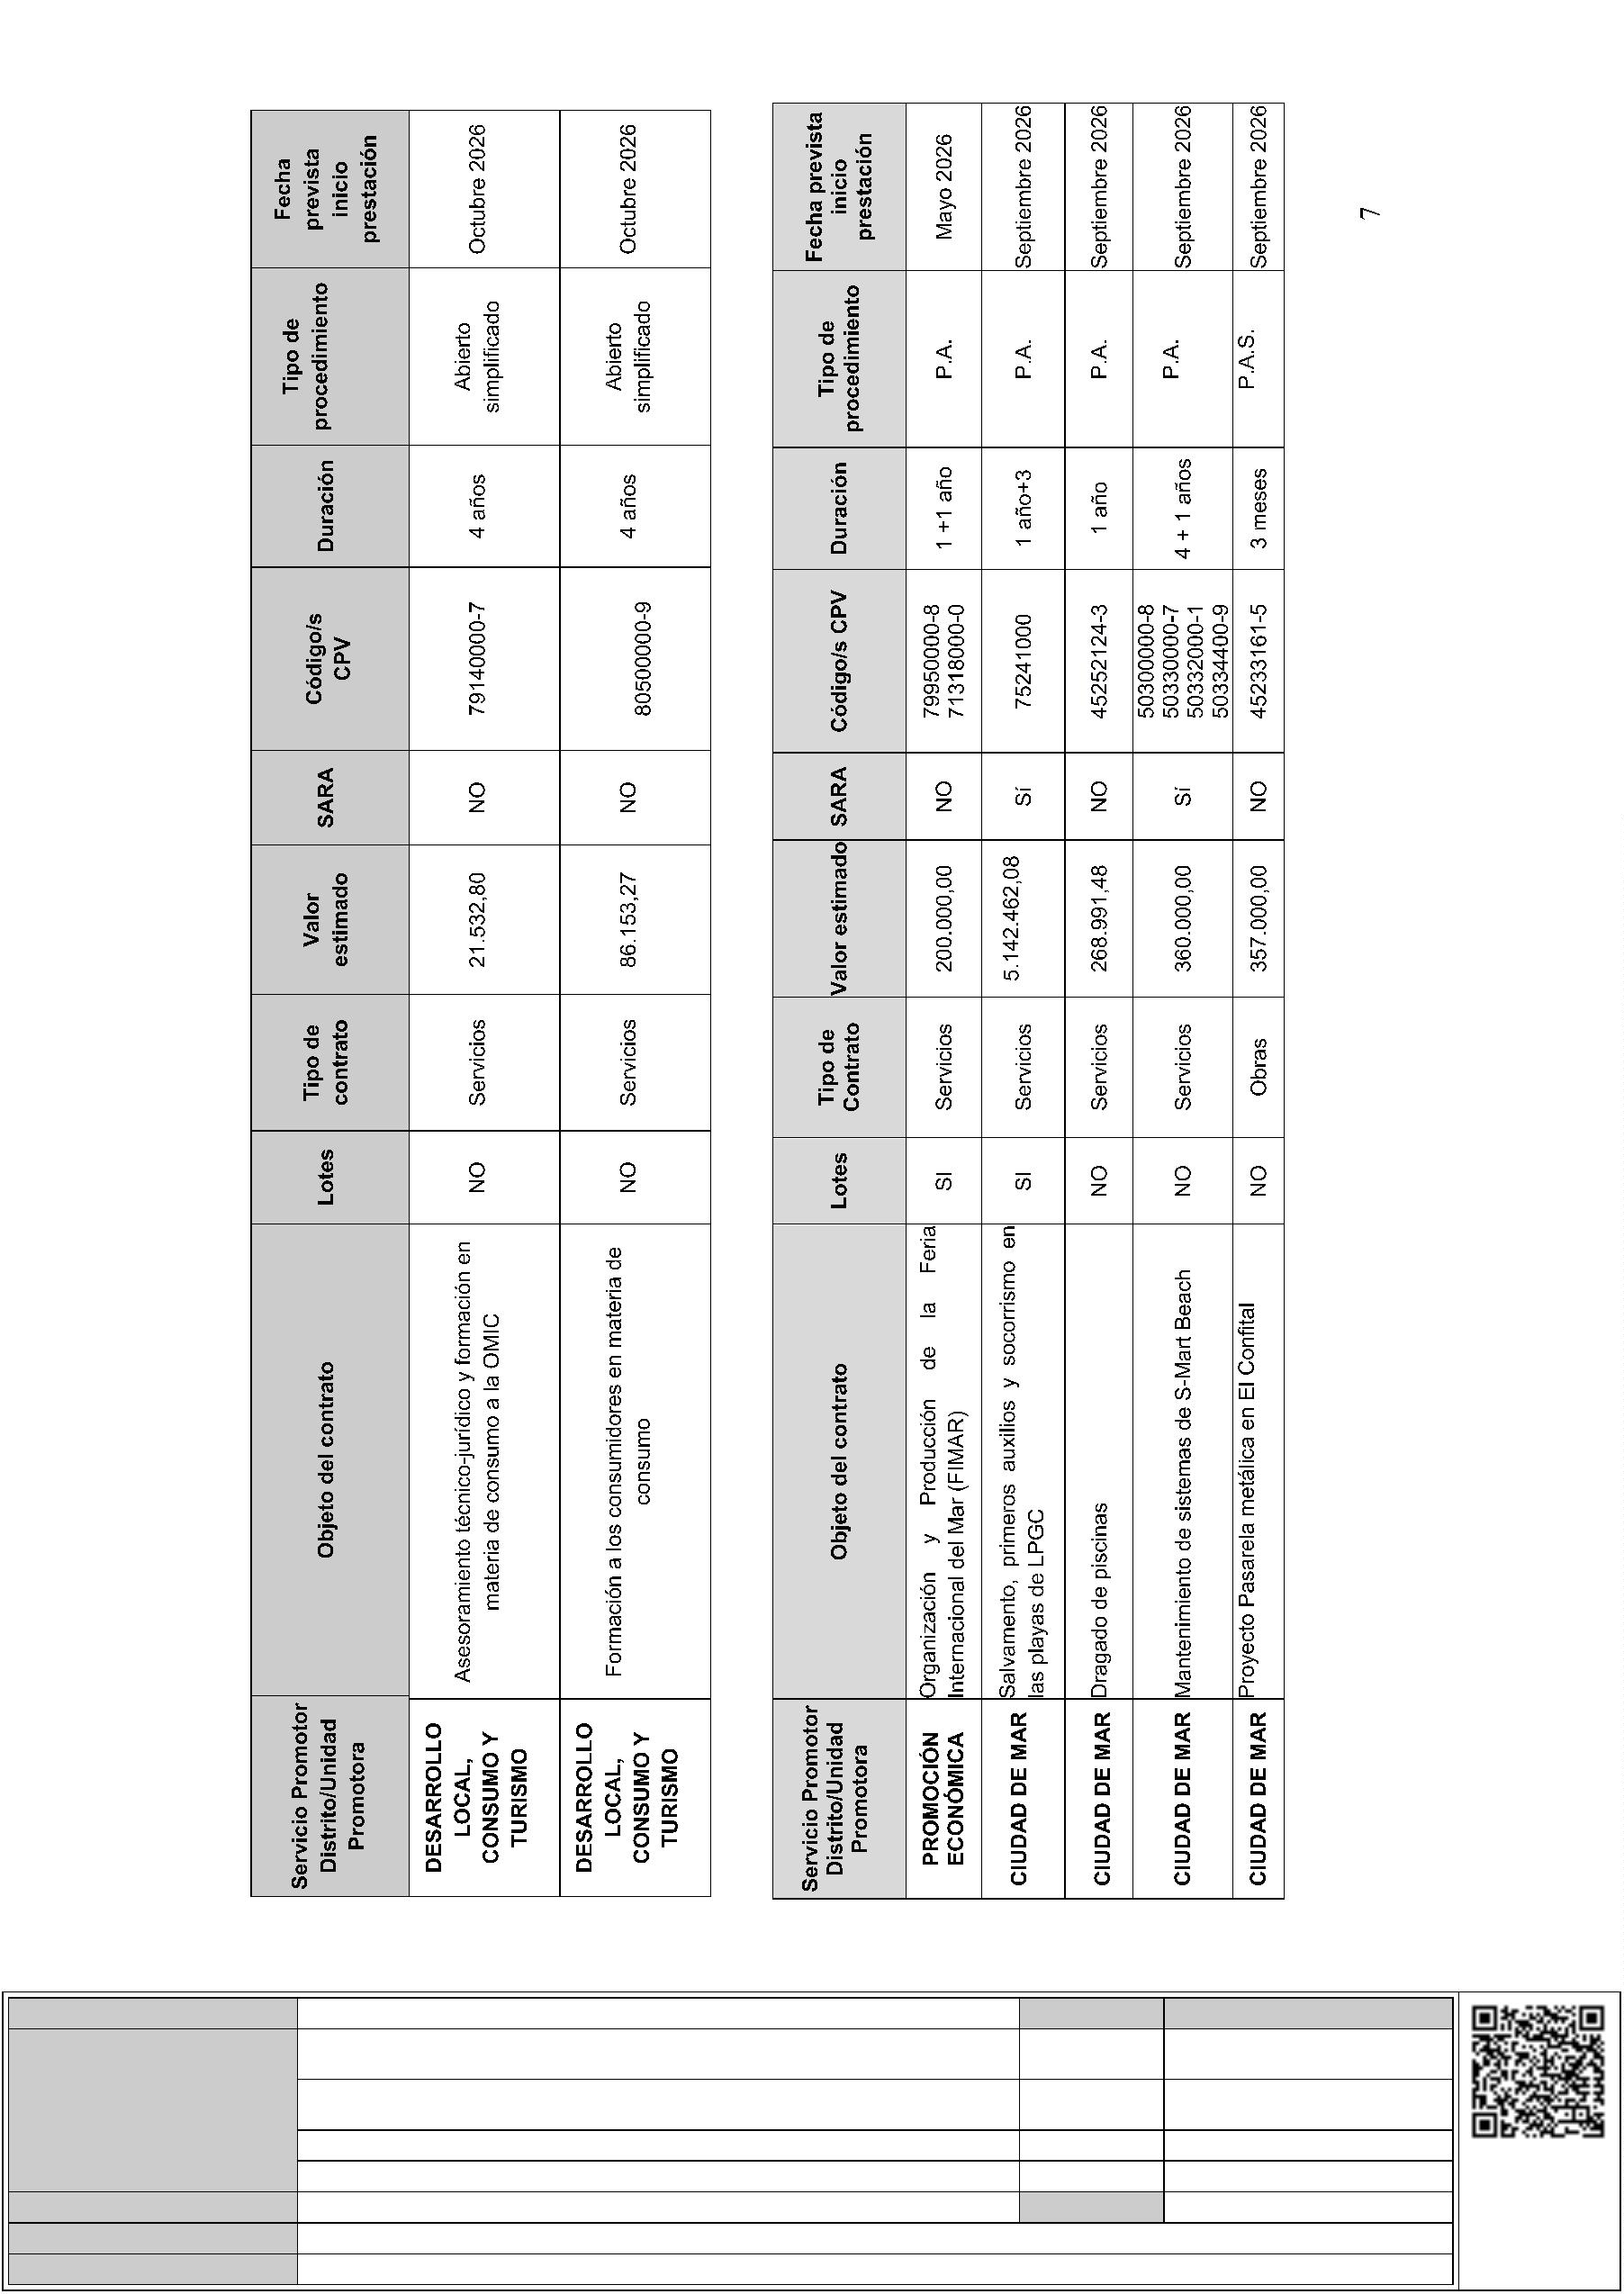 Servicio Promotor
Distrito/Unidad
Promotora
Objeto del contrato
Lotes
Tipo de
contrato
Valor
estimado
SARA
Código/s
CPV
Duración
Tipo de
procedimiento
Fecha
prevista
inicio
prestación
DESARROLLO
LOCAL,
CONSUMO Y
TURISMO
Asesoramiento técnico-jurídico y formación en
materia de consumo a la OMIC
NO
Servicios
21.532,80
NO
79140000-7
4 años
Abierto
simplificado
Octubre 2026
DESARROLLO
LOCAL,
CONSUMO Y
TURISMO
Formación a los consumidores en materia de
consumo
NO
Servicios
86.153,27
NO
80500000-9
4 años
Abierto
simplificado
Octubre 2026
Servicio Promotor
Distrito/Unidad
Promotora
Objeto del contrato
Lotes
Tipo de
Contrato
Valor estimado
SARA
Código/s CPV
Duración
Tipo de
procedimiento
Fecha prevista
inicio
prestación
PROMOCIÓN
ECONÓMICA
Organización y Producción de la Feria
Internacional del Mar (FIMAR)
SI
Servicios
200.000,00
NO
79950000-8
71318000-0
1 +1 año
P.A.
Mayo 2026
CIUDAD DE MAR
Salvamento, primeros auxilios y socorrismo en
las playas de LPGC
SI
Servicios
5.142.462,08
Sí
75241000
1 año+3
P.A.
Septiembre 2026
CIUDAD DE MAR
Dragado de piscinas
NO
Servicios
268.991,48
NO
45252124-3
1 año
P.A.
Septiembre 2026
CIUDAD DE MAR
Mantenimiento de sistemas de S-Mart Beach
NO
Servicios
360.000,00
Sí
50300000-8
50330000-7
50332000-1
50334400-9
4 + 1 años
P.A.
Septiembre 2026
CIUDAD DE MAR
Proyecto Pasarela metálica en El Confital
NO
Obras
357.000,00
NO
45233161-5
3 meses
P.A.S.
Septiembre 2026
7